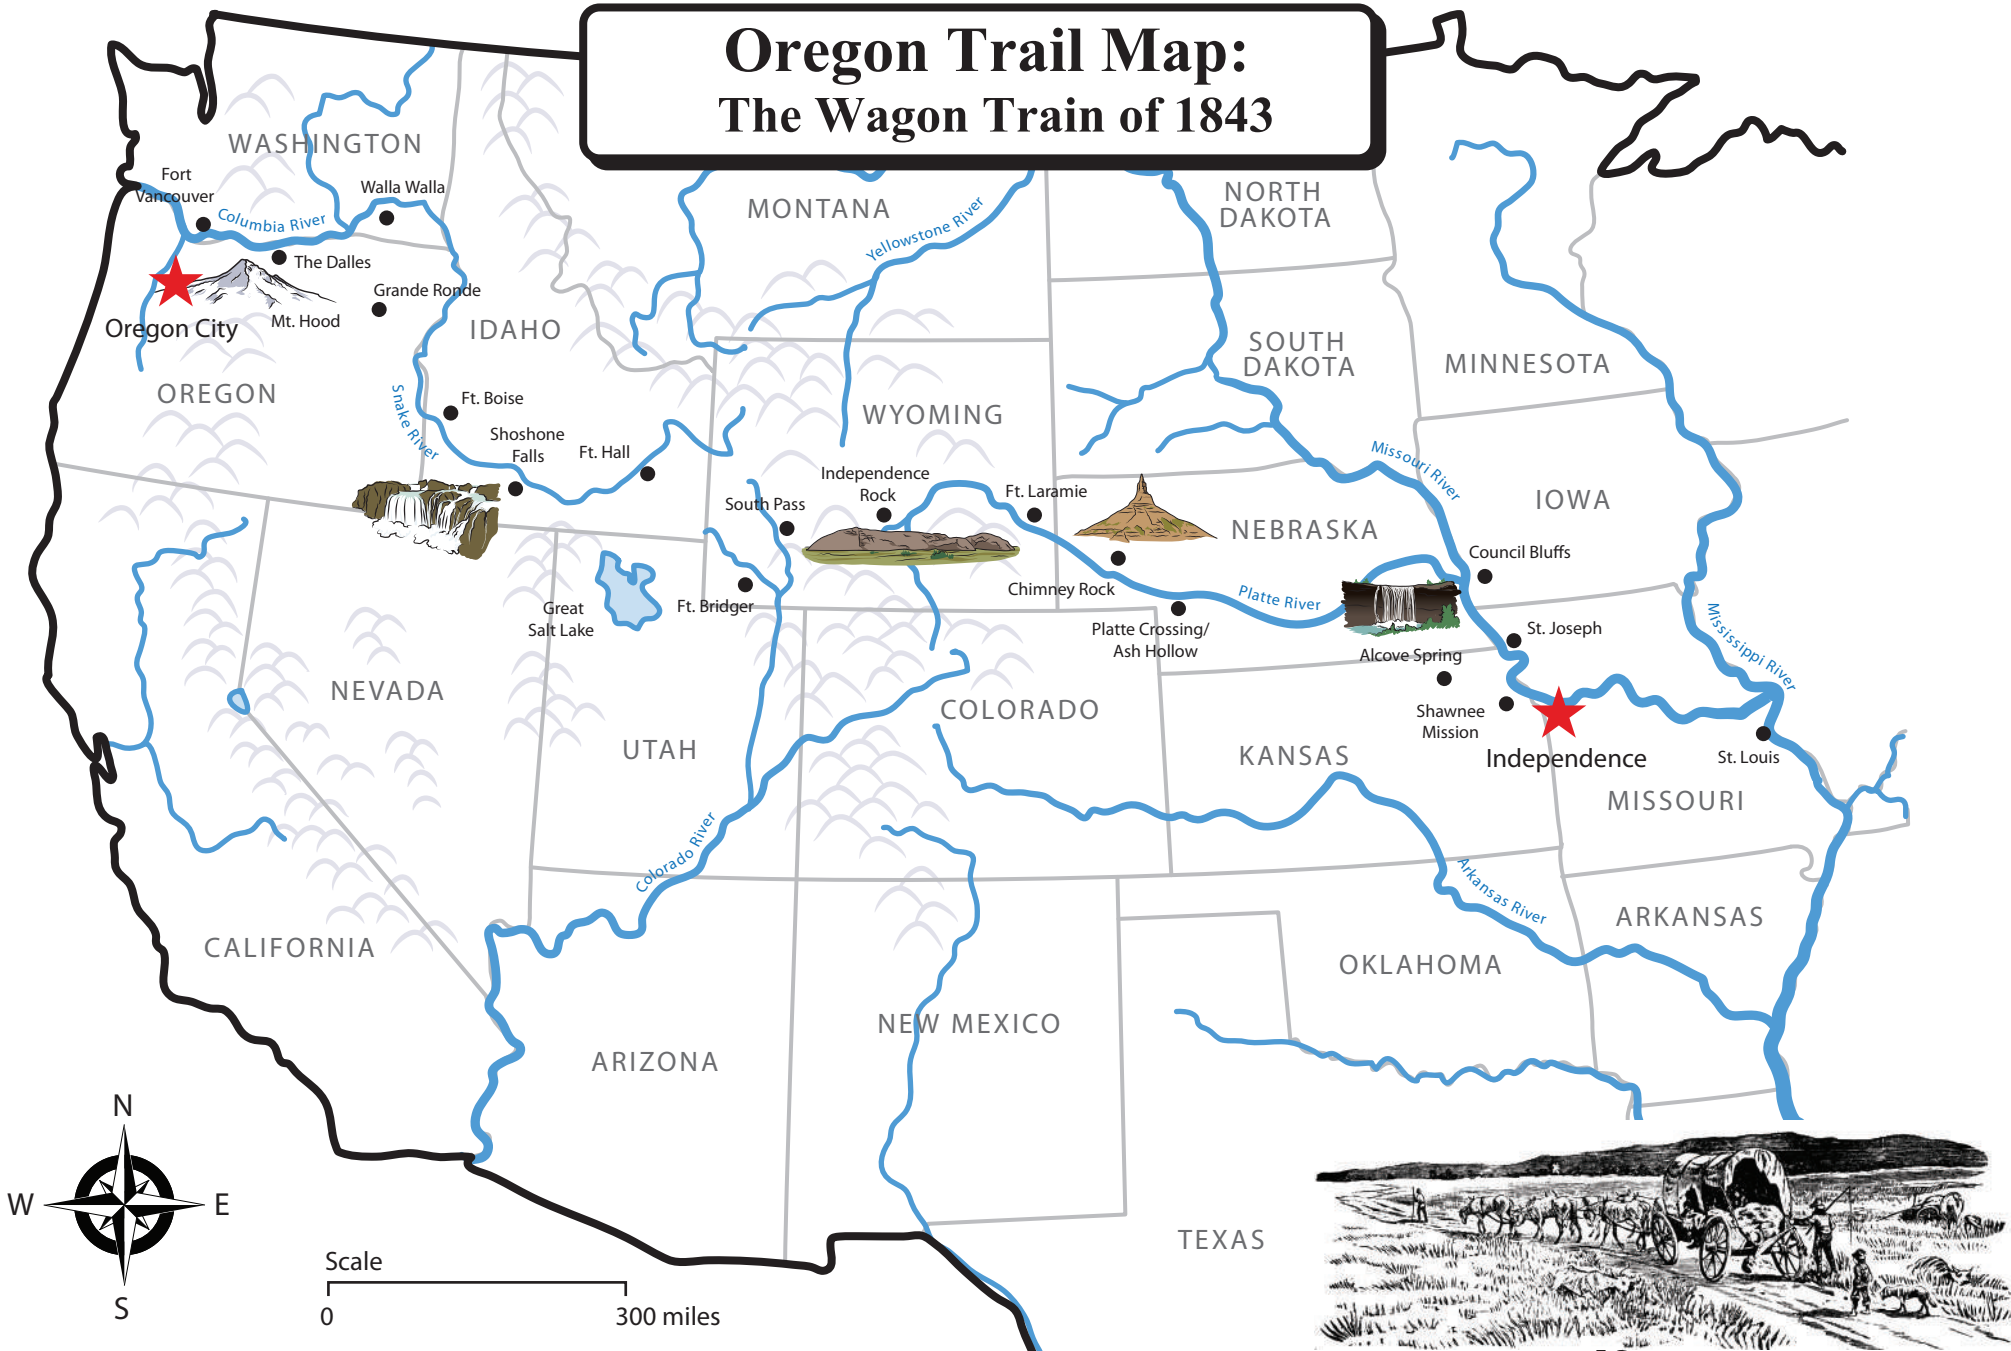 Oregon Trail Map:
The Wagon Train of 1843
WASHINGTON
Fort
Vancouver
Walla Walla
Columbia River
The Dalles
Grande Ronde
Mt. Hood
Oregon City
OREGON
IDAHO
MONTANA
Yellowstone River
NORTH
DAKOTA
SOUTH
DAKOTA
MINNESOTA
WYOMING
Snake River
Ft. Boise
Shoshone
Falls
Ft. Hall
South Pass
Independence
Rock
Ft. Laramie
Missouri River
IOWA
NEBRASKA
Council Bluffs
Chimney Rock
Platte River
Great
Salt Lake
Ft. Bridger
Platte Crossing/
Ash Hollow
St. Joseph
Alcove Spring
Mississippi River
NEVADA
UTAH
COLORADO
KANSAS
Shawnee
Mission
Independence
St. Louis
MISSOURI
Colorado River
Arkansas River
ARKANSAS
CALIFORNIA
OKLAHOMA
NEW MEXICO
ARIZONA
TEXAS
N
W
E
S
Scale
0
300 miles